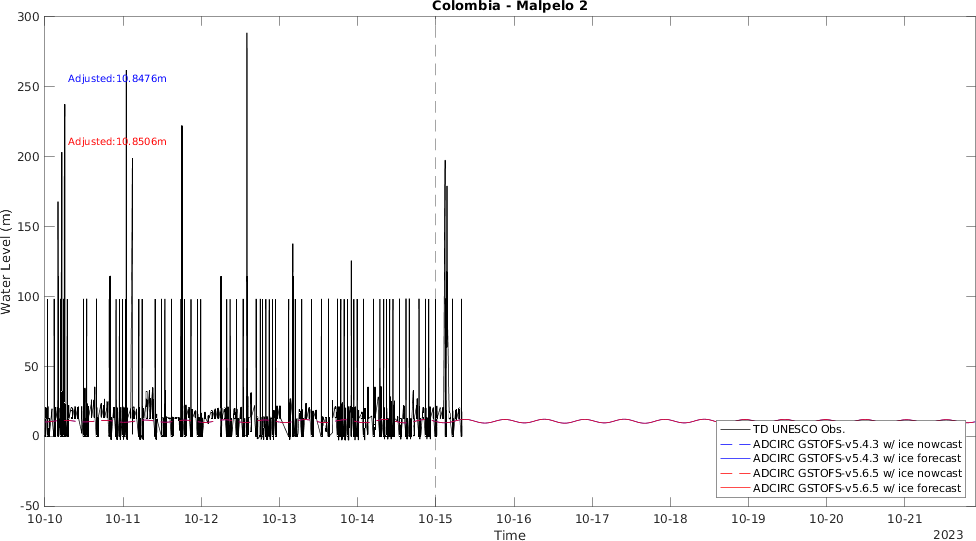 Colombia - Malpelo 2
300
250
200
150
100
50
0
-50
Water Level (m)
Adjusted:10.8476m
Adjusted:10.8506m
TD UNESCO Obs.
ADCIRC GSTOFS-v5.4.3 w/ ice nowcast
ADCIRC GSTOFS-v5.4.3 w/ ice forecast
ADCIRC GSTOFS-v5.6.5 w/ ice nowcast
ADCIRC GSTOFS-v5.6.5 w/ ice forecast
10-10 10-11 10-12 10-13 10-14 10-15 10-16 10-17 10-18 10-19 10-20 10-21
Time
2023